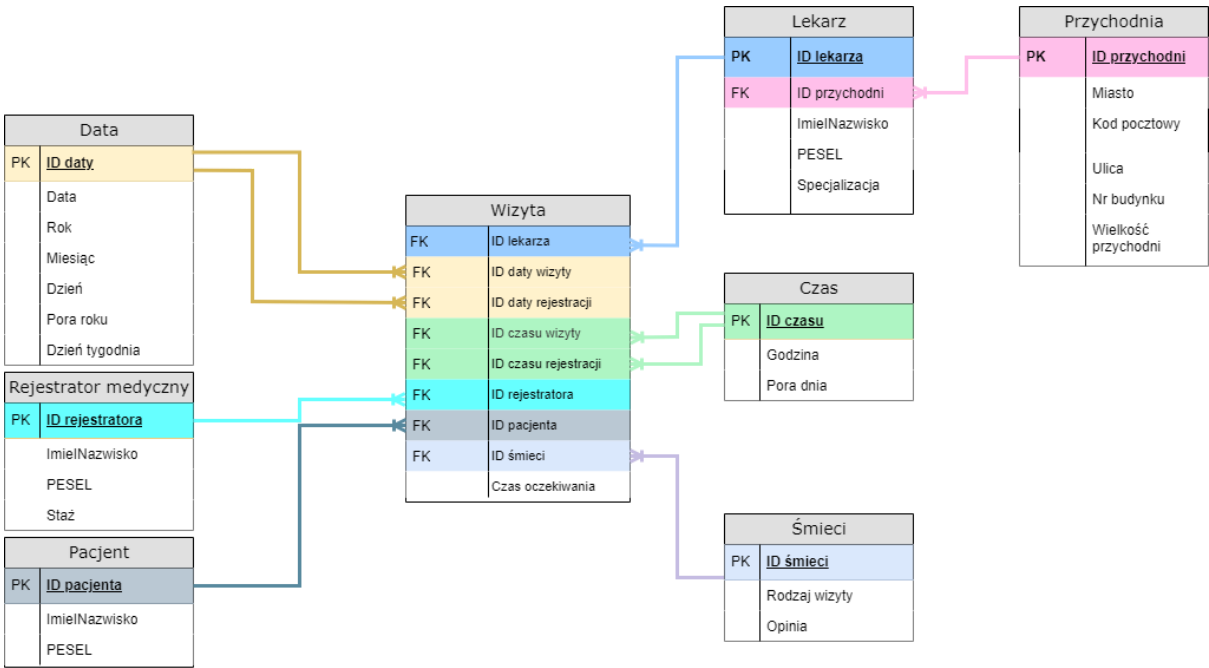 Data
PK ID daty
Data
Rok
Miesiąc
Dzień
Pora roku
Dzień tygodnia
Rejestrator medyczny
PK ID rejestratora
ImieINazwisko
PESEL
Staż
Pacjent
PK ID pacjenta
ImieINazwisko
PESEL
Wizyta
FK ID lekarza
FK ID daty wizyty
FK ID daty rejestracji
FK ID czasu wizyty
FK ID czasu rejestracji
FK ID rejestratora
FK ID pacjenta
FK ID śmieci
Czas oczekiwania
Lekarz
PK ID lekarza
FK ID przychodni
ImieINazwisko
PESEL
Specjalizacja
Czas
PK ID czasu
Godzina
Pora dnia
Śmieci
PK ID śmieci
Rodzaj wizyty
Opinia
Przychodnia
PK ID przychodni
Miasto
Kod pocztowy
Ulica
Nr budynku
Wielkość
przychodni